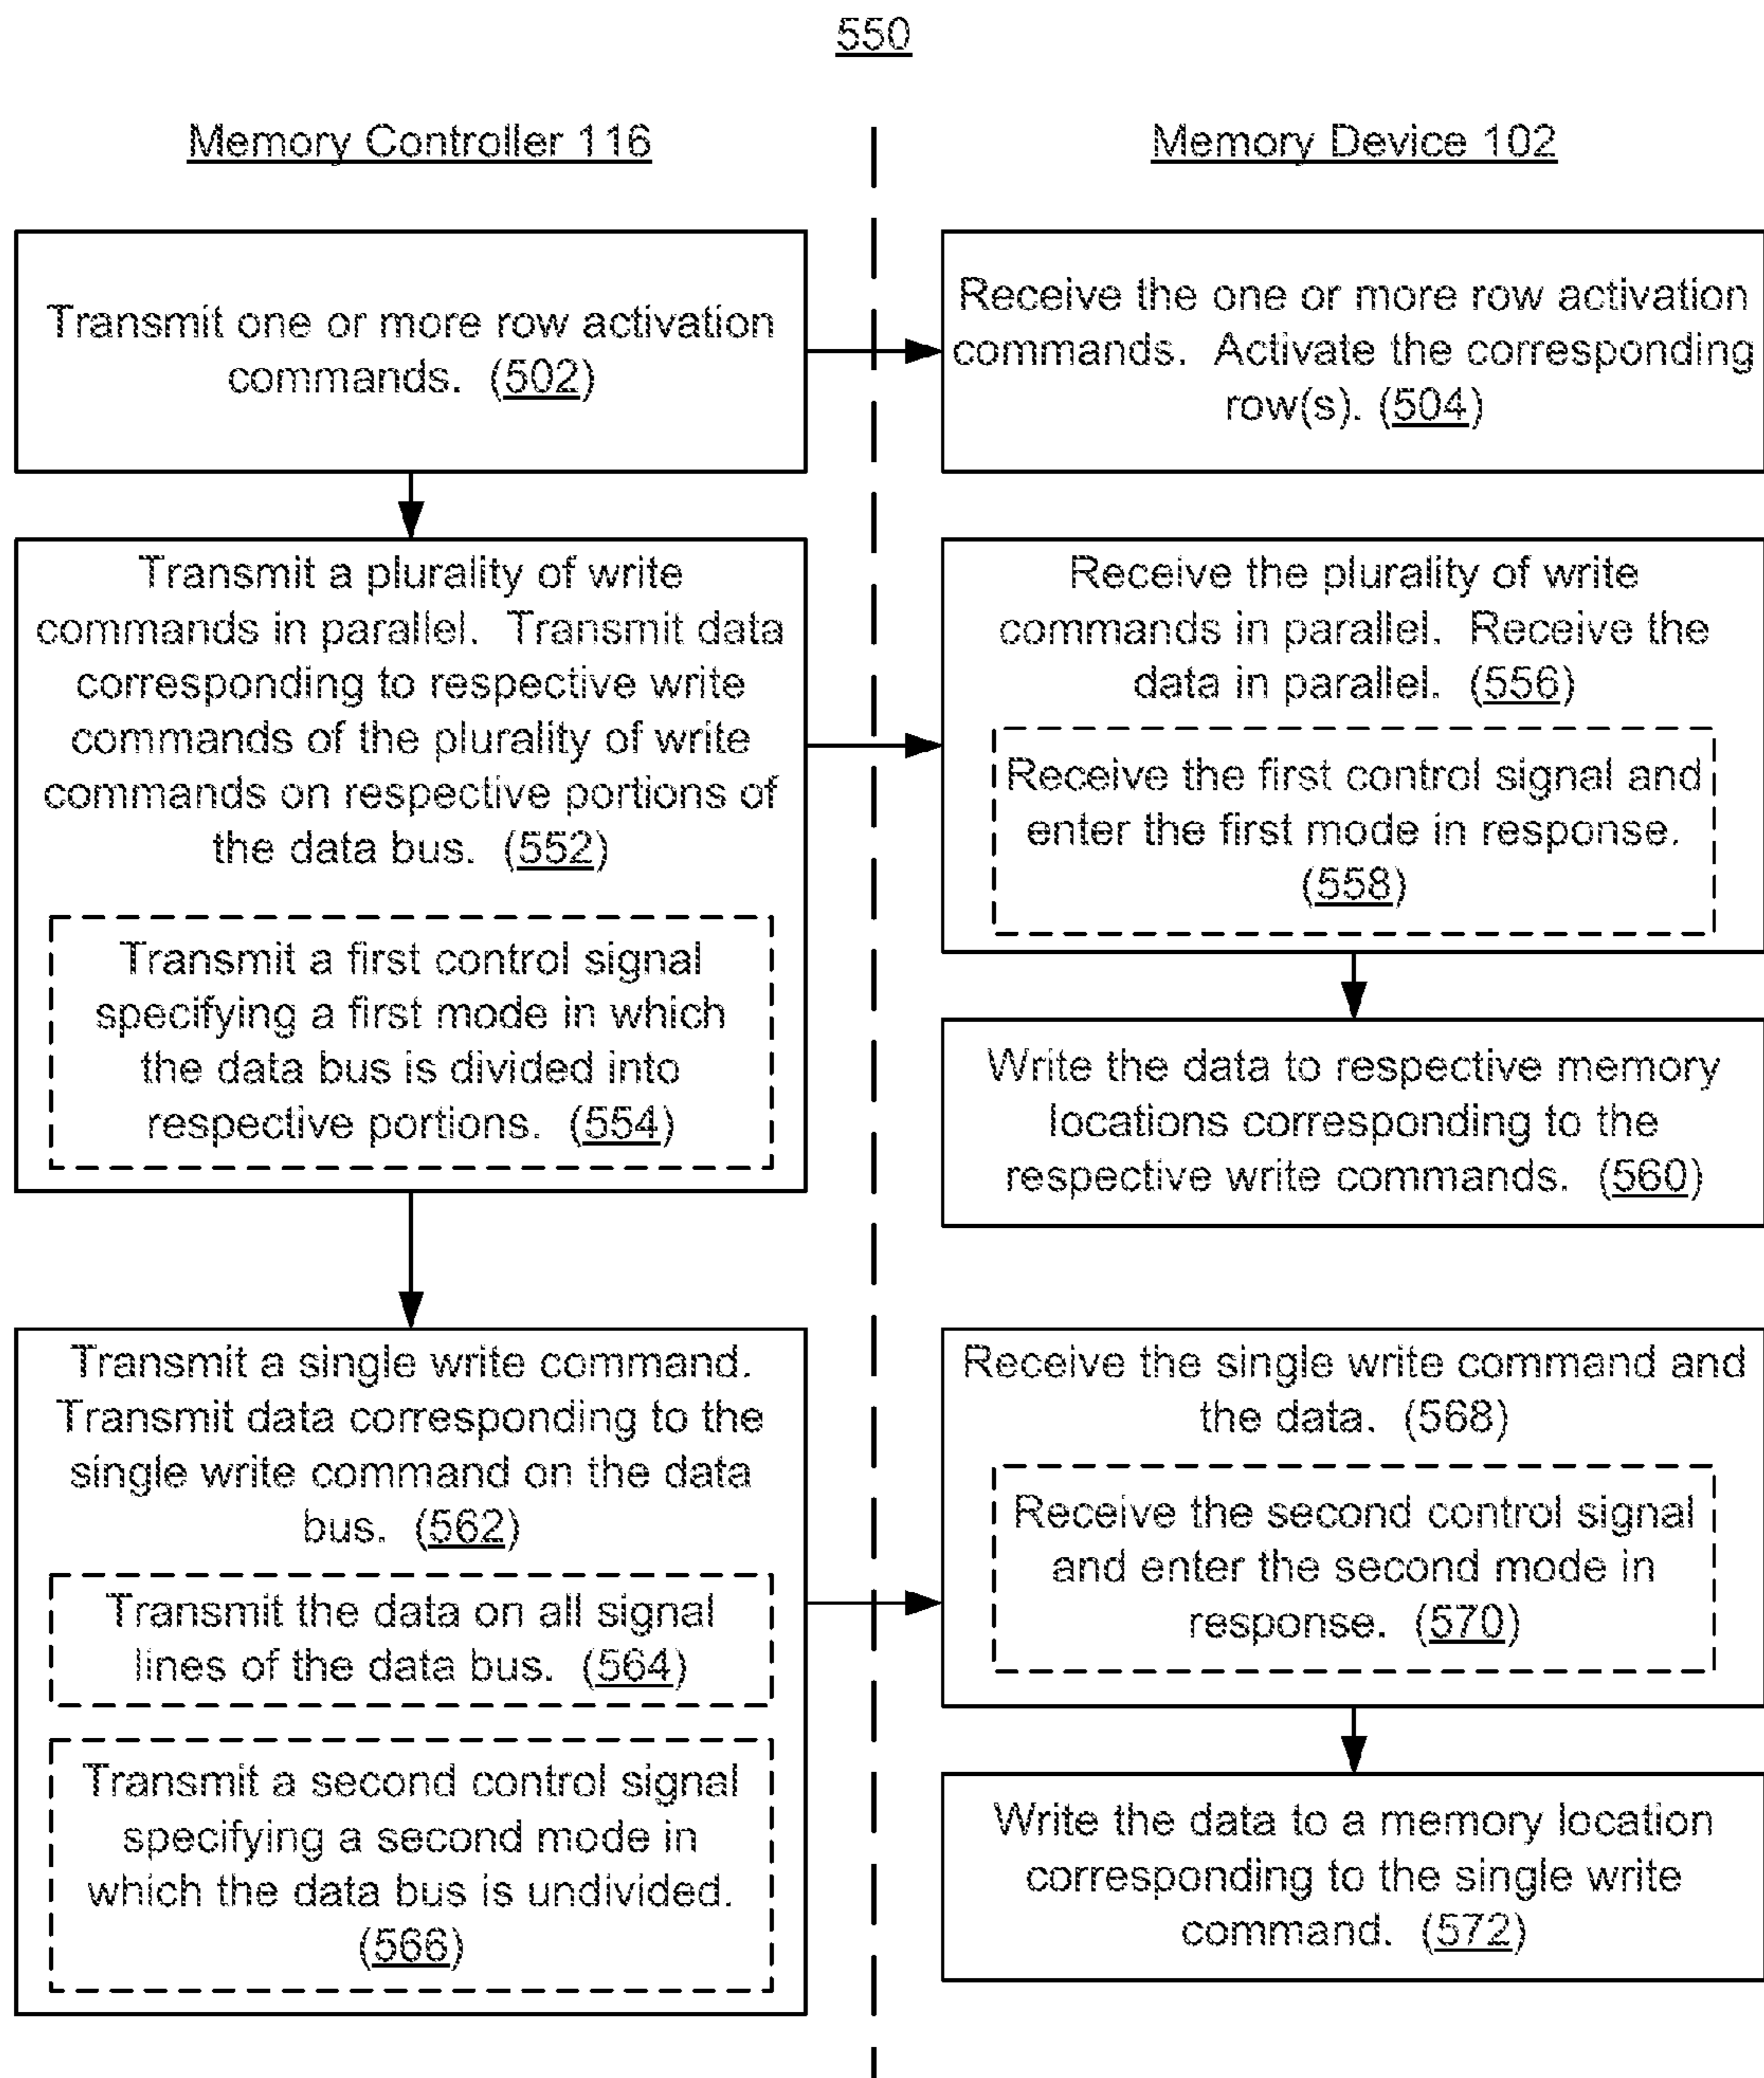 550
Memory Controller 116
Memory Device 102
Transmit one or more row activation
commands. (502)
Receive the one or more row activation
commands. Activate the corresponding
row(s). (504)
Transmit a plurality of write
commands in parallel. Transmit data
corresponding to respective write
commands of the plurality of write
commands on respective portions of
the data bus. (552)
Transmit a first control signal
specifying a first mode in which
the data bus is divided into
respective portions. (554)
Receive the plurality of write
commands in parallel. Receive the
data in parallel. (556)
Receive the first control signal and
enter the first mode in response.
(558)
Write the data to respective memory
locations corresponding to the
respective write commands. (560)
Transmit a single write command.
Transmit data corresponding to the
single write command on the data
bus. (562)
Transmit the data on all signal
lines of the data bus. (564)
Transmit a second control signal
specifying a second mode in
which the data bus is undivided.
(566)
Receive the single write command and
the data. (568)
Receive the second control signal
and enter the second mode in
response. (570)
Write the data to a memory location
corresponding to the single write
command. (572)